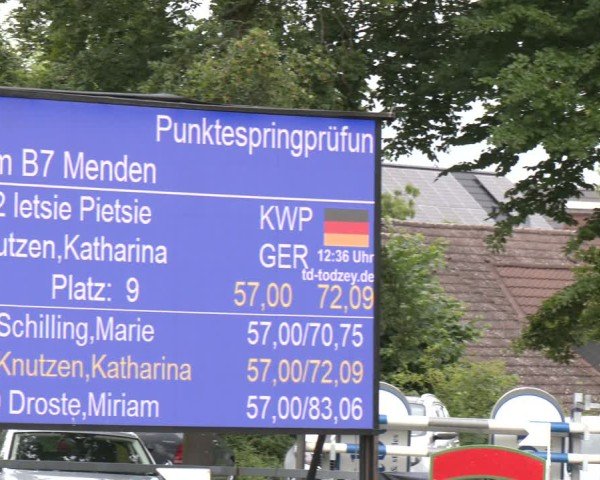 Punktespringprüfun
m B7 Menden
2 letsie Pietsie KWP
utzen,Katharina GER 12:36 Uhr
td-todzey.de
Platz: 9 57,00 72,09
Schilling,Marie 57,00/70,75
Knutzen,Katharina 57,00/72,09
Droste,Miriam 57,00/83,06